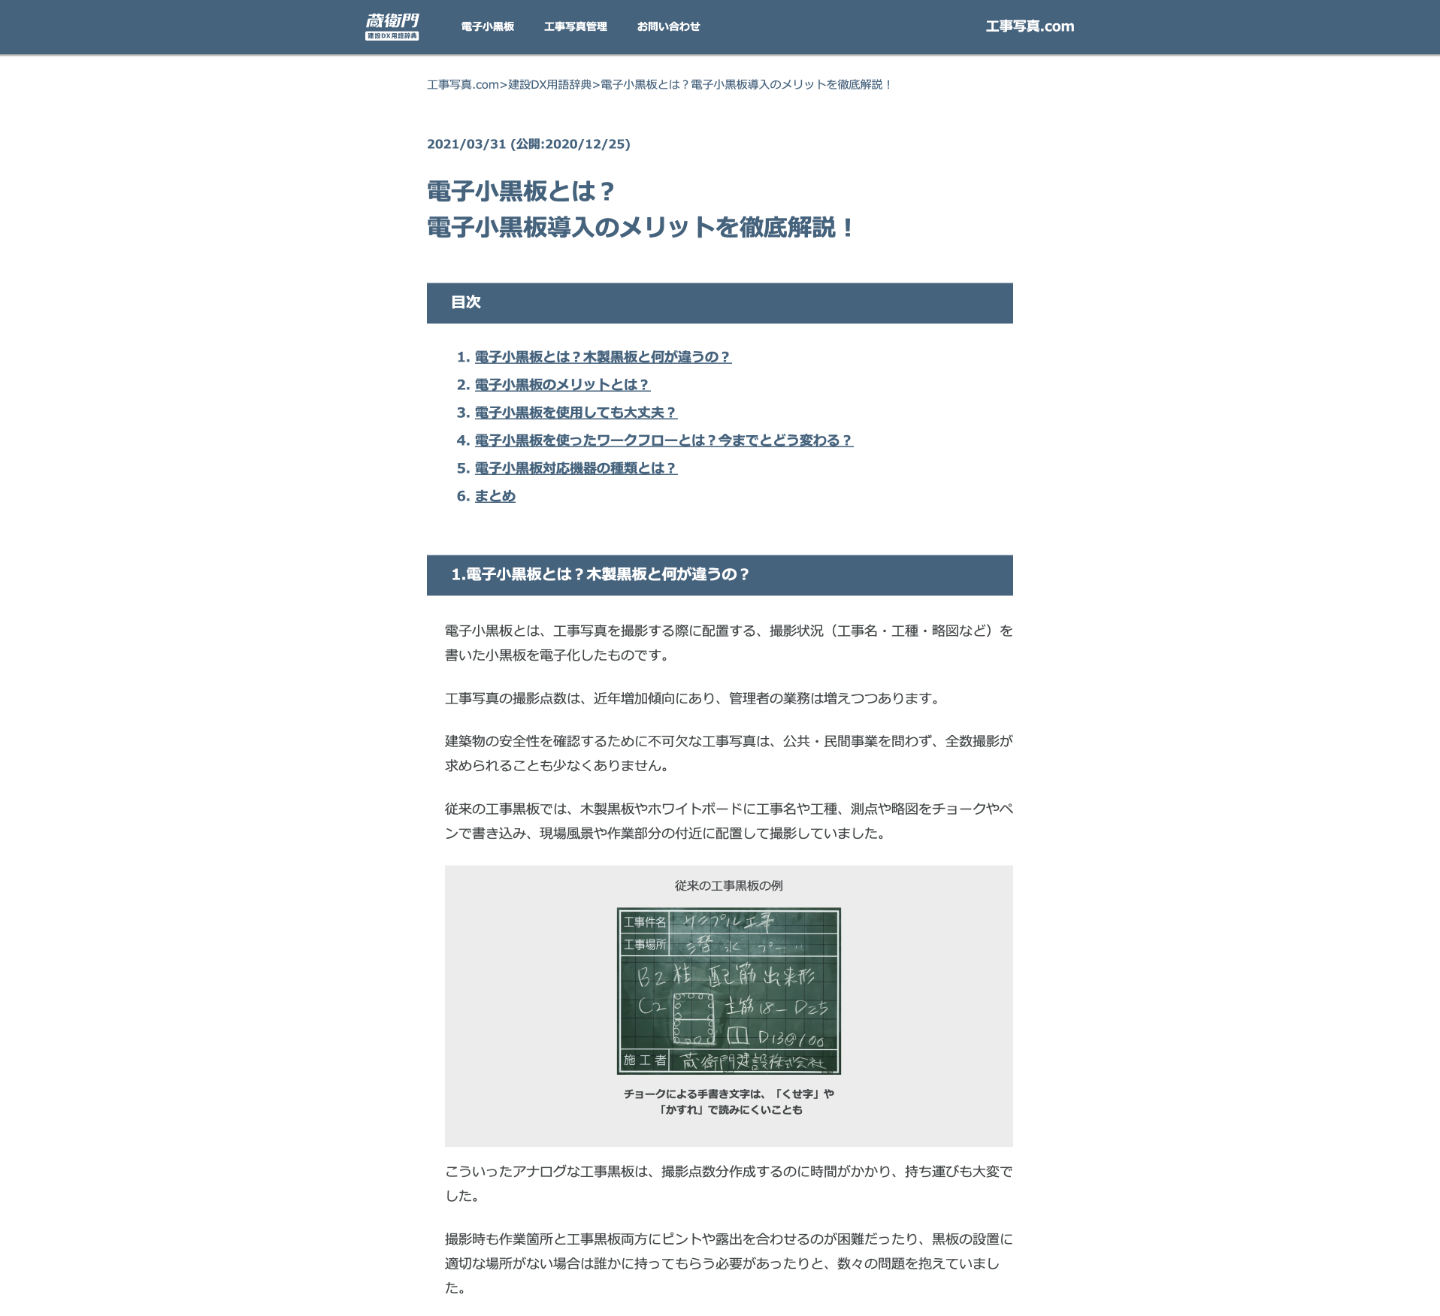 蔵衛門
建設DX用語辞典
電子小黒板
工事写真管理
お問い合わせ
工事写真.com
工事写真.com>建設DX用語辞典>電子小黒板とは？電子小黒板導入のメリットを徹底解説！
2021/03/31 (公開:2020/12/25)
電子小黒板とは？
電子小黒板導入のメリットを徹底解説！
目次
1. 電子小黒板とは？木製黒板と何が違うの？
2. 電子小黒板のメリットとは？
3. 電子小黒板を使用しても大丈夫？
4. 電子小黒板を使ったワークフローとは？今までとどう変わる？
5. 電子小黒板対応機器の種類とは？
6. まとめ
1.電子小黒板とは？木製黒板と何が違うの？
電子小黒板とは、工事写真を撮影する際に配置する、撮影状況（工事名・工種・略図など）を
書いた小黒板を電子化したものです。
工事写真の撮影点数は、近年増加傾向にあり、管理者の業務は増えつつあります。
建築物の安全性を確認するために不可欠な工事写真は、公共・民間事業を問わず、全数撮影が
求められることも少なくありません。
従来の工事黒板では、木製黒板やホワイトボードに工事名や工種、測点や略図をチョークやペ
ンで書き込み、現場風景や作業部分の付近に配置して撮影していました。
従来の工事黒板の例
工事件名 サンプル工事
工事場所
B2 柱 配筋出来形
C2 主筋 18-D25
D13@100
施工者 蔵衛門建設株式会社
チョークによる手書き文字は、「くせ字」や
「かすれ」で読みにくいことも
こういったアナログな工事黒板は、撮影点数分作成するのに時間がかかり、持ち運びも大変で
した。
撮影時も作業箇所と工事黒板両方にピントや露出を合わせるのが困難だったり、黒板の設置に
適切な場所がない場合は誰かに持ってもらう必要があったりと、数々の問題を抱えていまし
た。